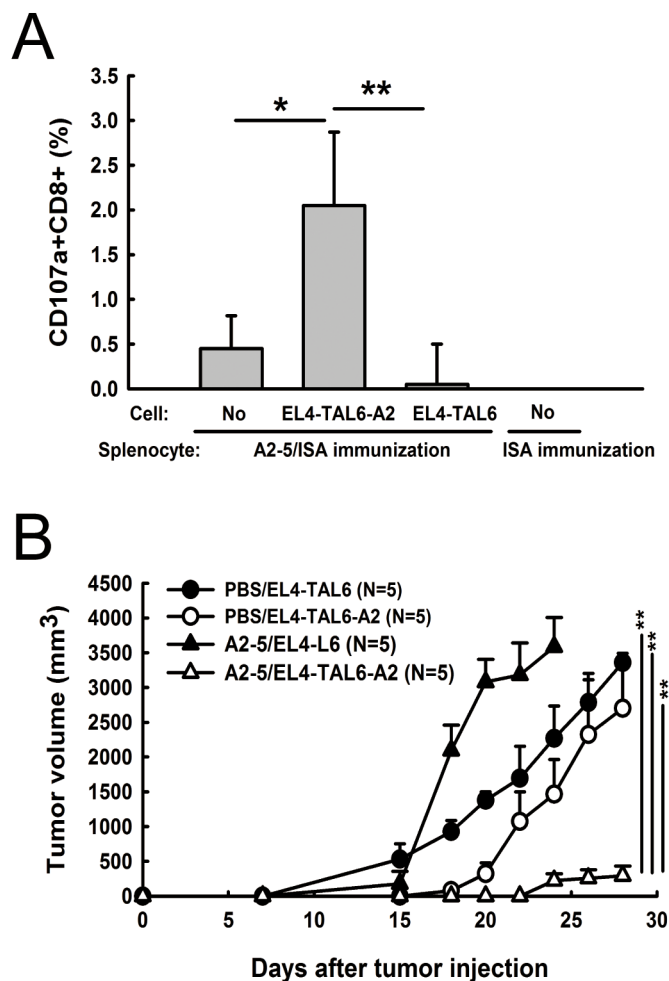 A
3.5
3.0
2.5
2.0
1.5
1.0
0.5
0.0
CD107a+CD8+ (%)
*
**
Cell: No EL4-TAL6-A2 EL4-TAL6 No
Splenocyte: A2-5/ISA immunization ISA immunization
B
4500
4000
3500
3000
2500
2000
1500
1000
500
0
Tumor volume (mm3)
PBS/EL4-TAL6 (N=5)
PBS/EL4-TAL6-A2 (N=5)
A2-5/EL4-L6 (N=5)
A2-5/EL4-TAL6-A2 (N=5)
**
**
**
0 5 10 15 20 25 30
Days after tumor injection